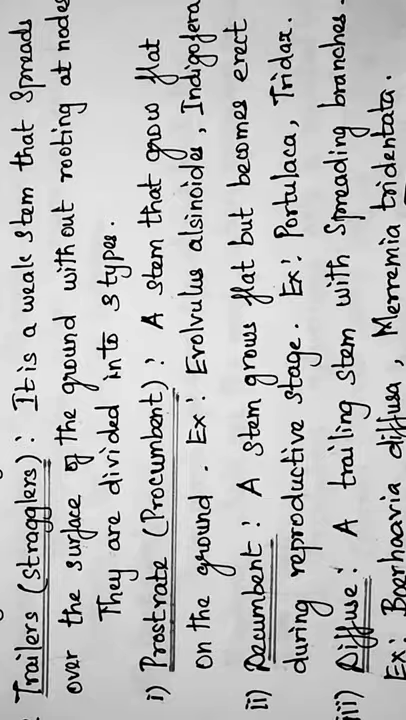 Trailers (stragglers) : It is a weak stem that spreads
over the surface of the ground without rooting at nodes
They are divided into 3 types.
i) Prostrate (Procumbent) : A stem that grow flat
on the ground. Ex: Evolvulus alsinoides, Indigofera
ii) Decumbent : A stem grows flat but becomes erect
during reproductive stage. Ex: Portulaca, Tridax.
iii) Diffuse : A trailing stem with spreading branches.
Ex: Boerhaavia diffusa, Merremia tridentata.